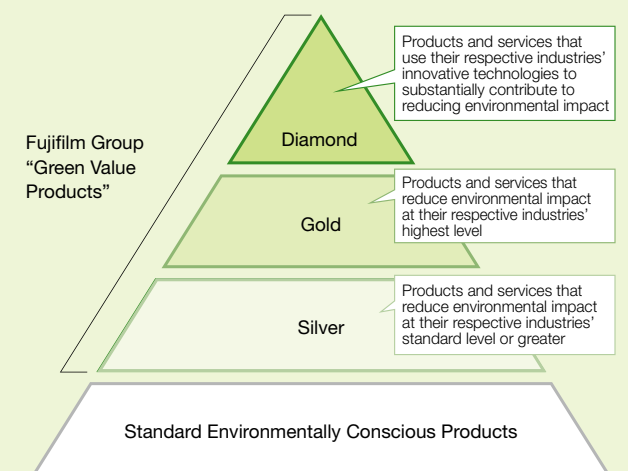 Fujifilm Group
“Green Value
Products”
Diamond
Products and services that
use their respective industries’
innovative technologies to
substantially contribute to
reducing environmental impact
Gold
Products and services that
reduce environmental impact
at their respective industries’
highest level
Silver
Products and services that
reduce environmental impact
at their respective industries’
standard level or greater
Standard Environmentally Conscious Products